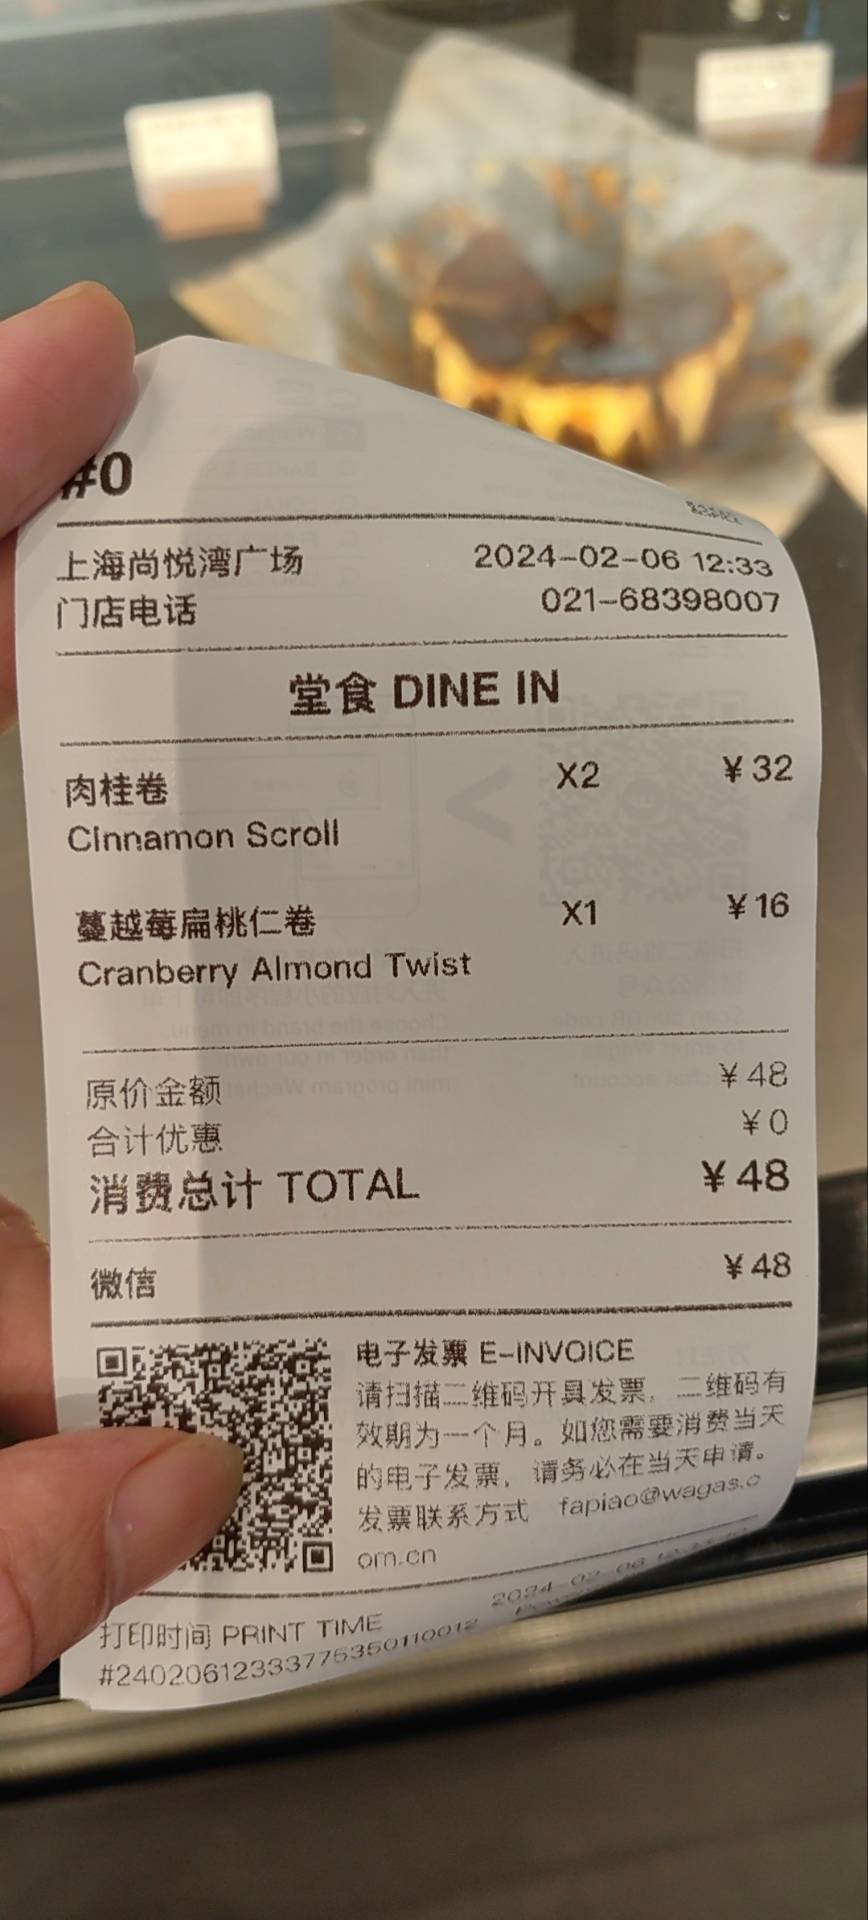 #0
上海尚悦湾广场 2024-02-06 12:33
门店电话 021-68398007
堂食 DINE IN
肉桂卷 X2 ¥32
Cinnamon Scroll
蔓越莓扁桃仁卷 X1 ¥16
Cranberry Almond Twist
原价金额 ¥48
合计优惠 ¥0
消费总计 TOTAL ¥48
微信 ¥48
电子发票 E-INVOICE
请扫描二维码开具发票，二维码有
效期为一个月。如您需要消费当天
的电子发票，请务必在当天申请。
发票联系方式 fapiao@wagas.c
om.cn
打印时间 PRINT TIME 2024-02-06
#24020612333775350110012